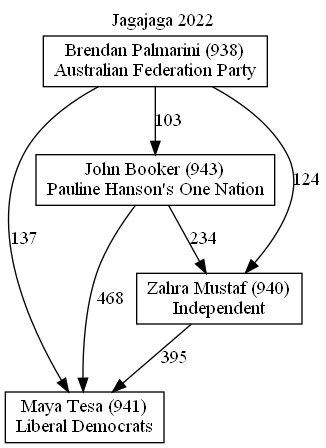 Jagajaga 2022
Brendan Palmarini (938)
Australian Federation Party
103
John Booker (943)
Pauline Hanson's One Nation
124
137
234
468
Zahra Mustaf (940)
Independent
395
Maya Tesa (941)
Liberal Democrats